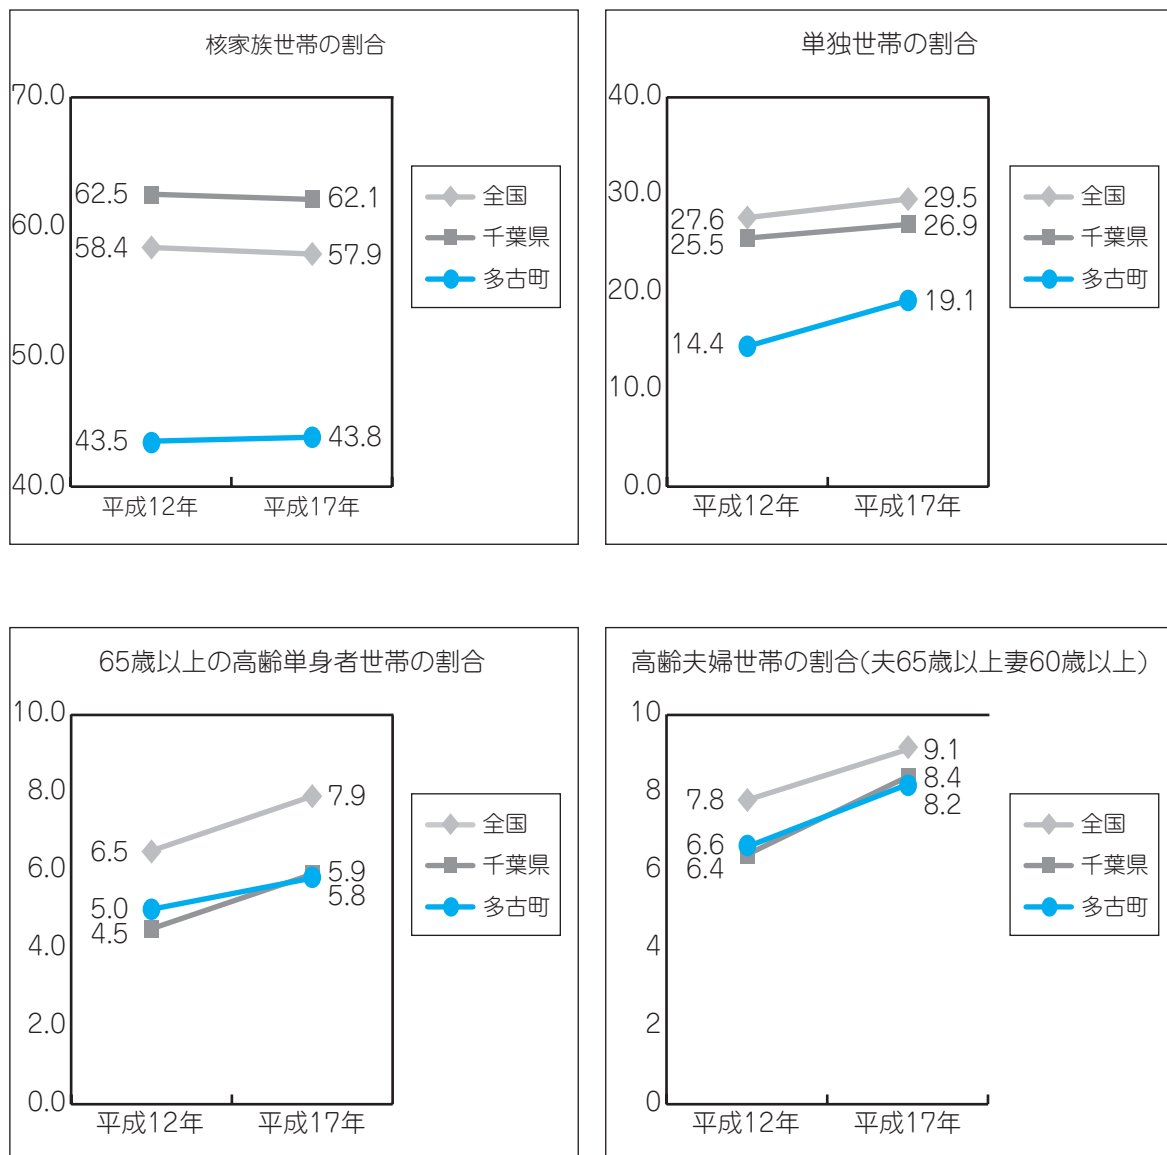 核家族世帯の割合
70.0
60.0
50.0
40.0
62.5
62.1
58.4
57.9
43.5
43.8
平成12年
平成17年
全国
千葉県
多古町
単独世帯の割合
40.0
30.0
20.0
10.0
0.0
27.6
29.5
25.5
26.9
14.4
19.1
平成12年
平成17年
全国
千葉県
多古町
65歳以上の高齢単身者世帯の割合
10.0
8.0
6.0
4.0
2.0
0.0
6.5
7.9
5.0
5.9
4.5
5.8
平成12年
平成17年
全国
千葉県
多古町
高齢夫婦世帯の割合(夫65歳以上妻60歳以上)
10
8
6
4
2
0
7.8
9.1
6.6
8.4
6.4
8.2
平成12年
平成17年
全国
千葉県
多古町